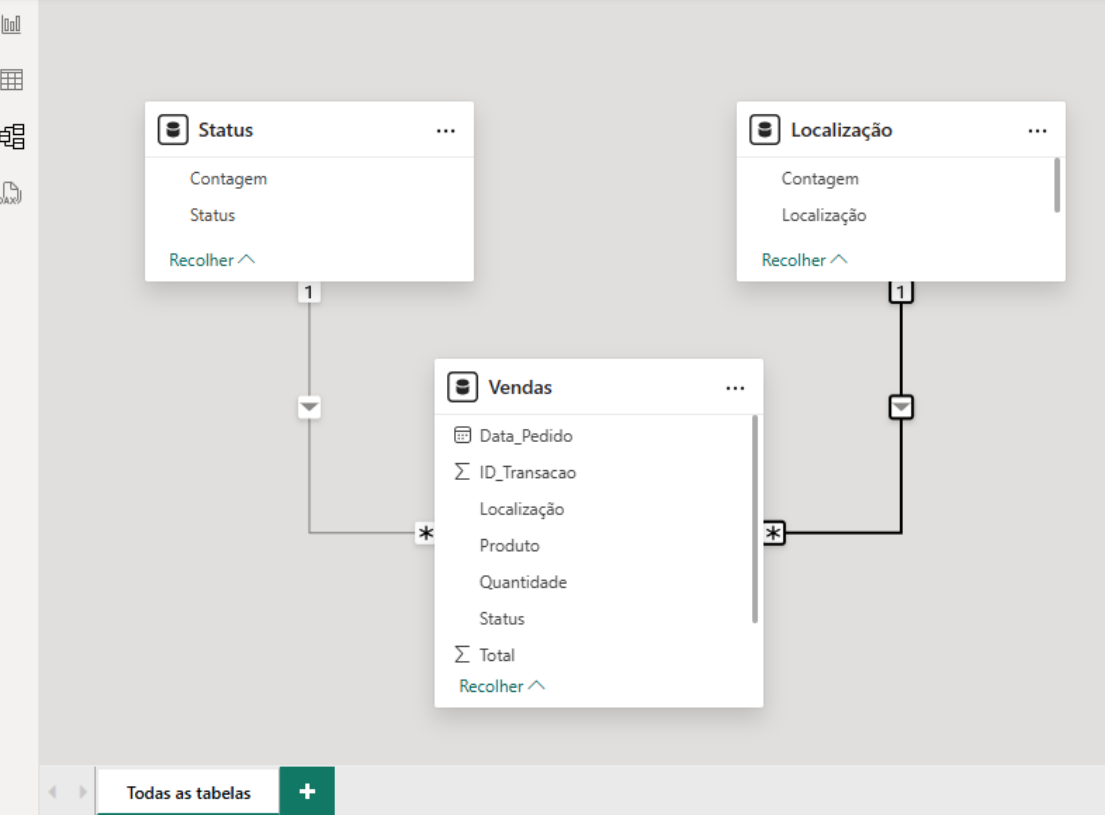 Status
...
Contagem
Status
Recolher
1
Localização
...
Contagem
Localização
Recolher
1
Vendas
...
Data_Pedido
ID_Transacao
Localização
Produto
Quantidade
Status
Total
Recolher
*
*
DAX
Todas as tabelas
+